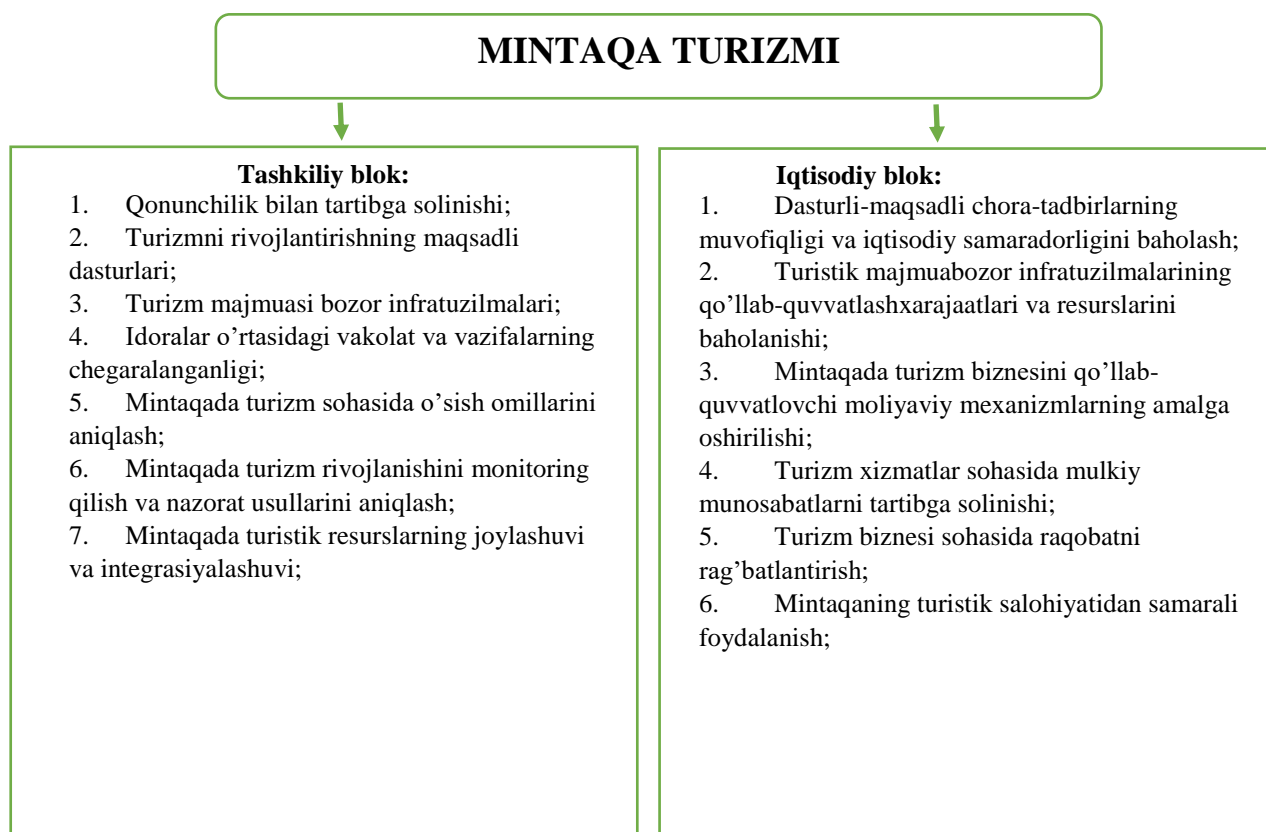 MINTAQA TURIZMI
Tashkiliy blok:
1. Qonunchilik bilan tartibga solinishi;
2. Turizmni rivojlantirishning maqsadli
dasturlari;
3. Turizm majmuasi bozor infratuzilmalari;
4. Idoralar o’rtasidagi vakolat va vazifalarning
chegaralanganligi;
5. Mintaqada turizm sohasida o’sish omillarini
aniqlash;
6. Mintaqada turizm rivojlanishini monitoring
qilish va nazorat usullarini aniqlash;
7. Mintaqada turistik resurslarning joylashuvi
va integrasiyalashuvi;
Iqtisodiy blok:
1. Dasturli-maqsadli chora-tadbirlarning
muvofiqligi va iqtisodiy samaradorligini baholash;
2. Turistik majmuabozor infratuzilmalarining
qo’llab-quvvatlashxarajaatlari va resurslarini
baholanishi;
3. Mintaqada turizm biznesini qo’llab-
quvvatlovchi moliyaviy mexanizmlarning amalga
oshirilishi;
4. Turizm xizmatlar sohasida mulkiy
munosabatlarni tartibga solinishi;
5. Turizm biznesi sohasida raqobatni
rag’batlantirish;
6. Mintaqaning turistik salohiyatidan samarali
foydalanish;